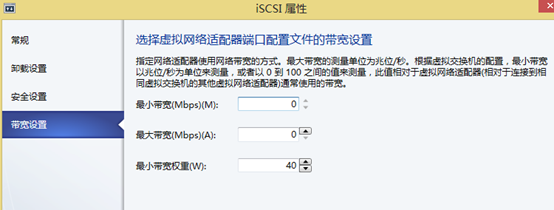 iSCSI 属性
常规
卸载设置
安全设置
带宽设置
选择虚拟网络适配器端口配置文件的带宽设置
指定网络适配器使用网络带宽的方式。最大带宽的测量单位为兆位/秒。根据虚拟交换机的配置，最小带宽
以兆位/秒为单位来测量，或者以 0 到 100 之间的值来测量，此值相对于虚拟网络适配器(相对于连接到相
同虚拟交换机的其他虚拟网络适配器)通常使用的带宽。
最小带宽(Mbps)(M): 0
最大带宽(Mbps)(A): 0
最小带宽权重(W): 40